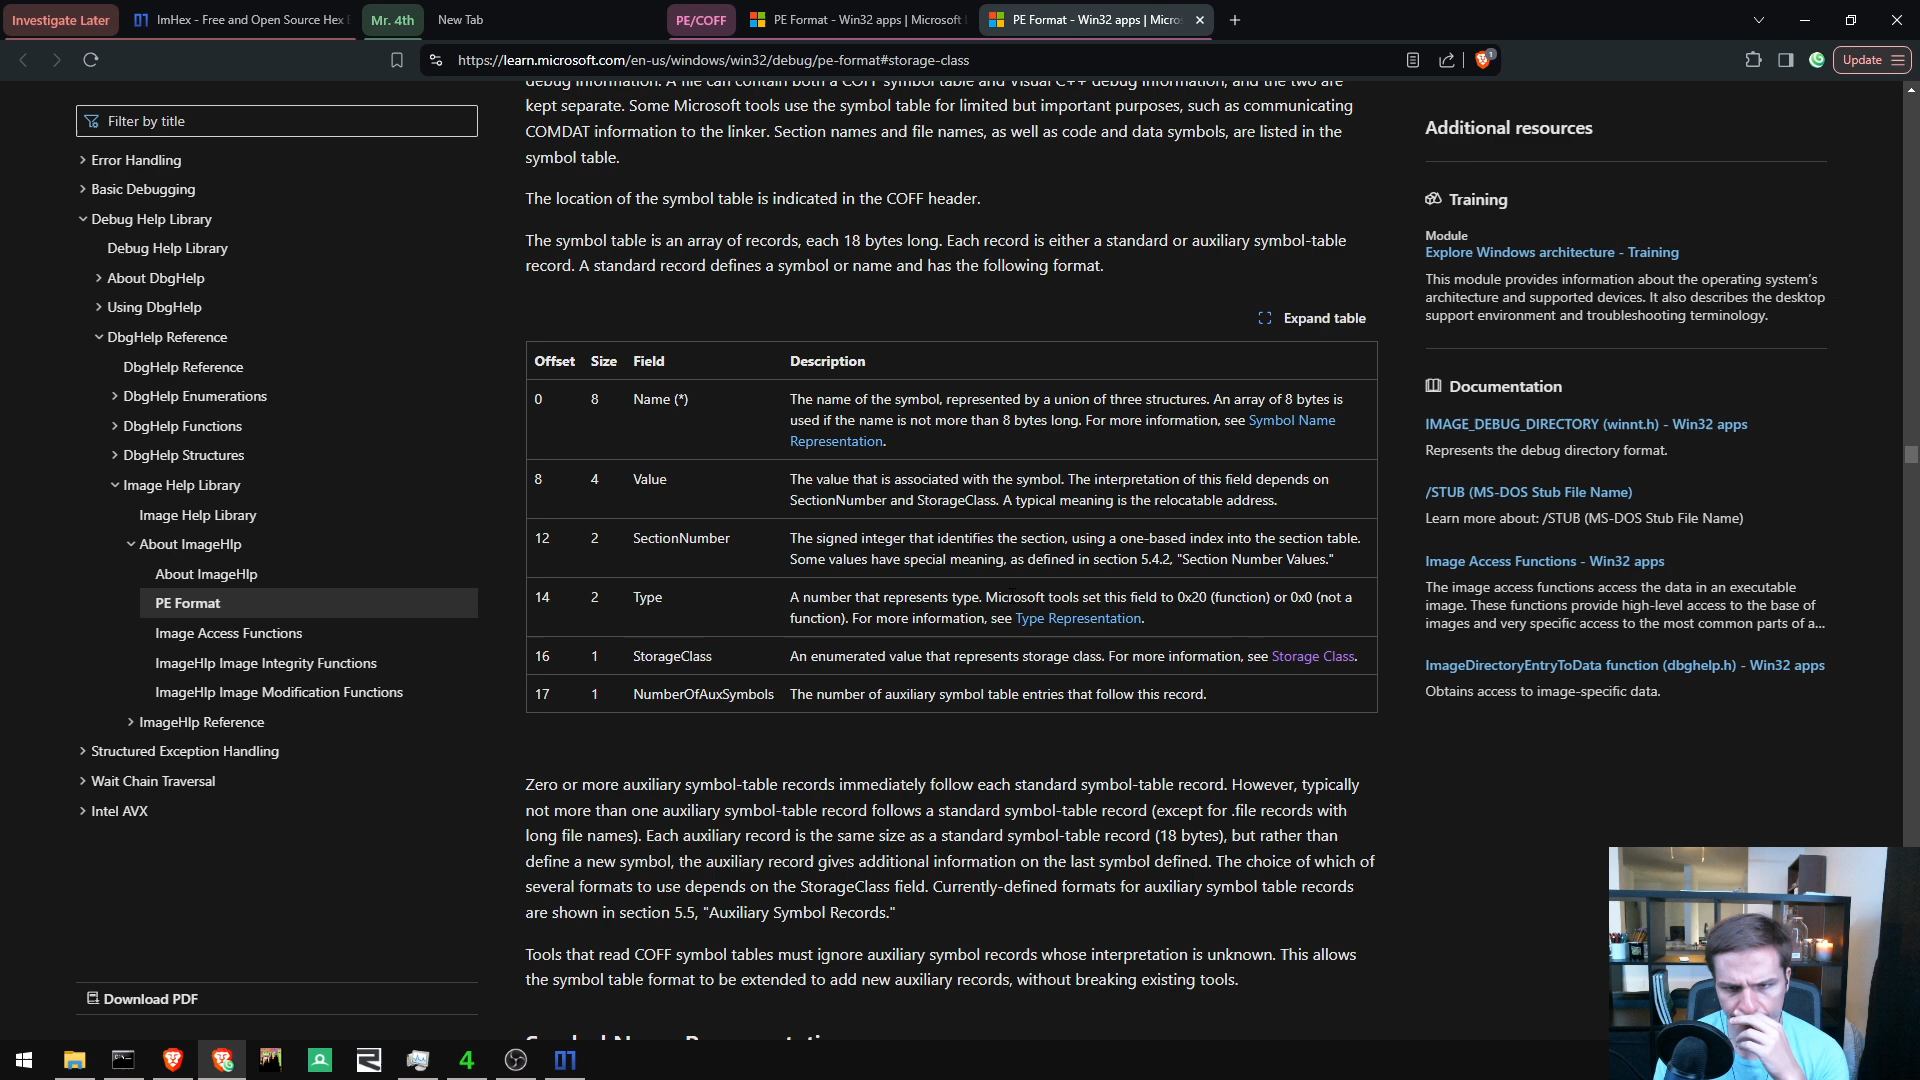 Investigate Later
ImHex - Free and Open Source Hex
Mr. 4th
New Tab
PE/COFF
PE Format - Win32 apps | Microsoft
PE Format - Win32 apps | Micro
https://learn.microsoft.com/en-us/windows/win32/debug/pe-format#storage-class
1
Update
Filter by title
Error Handling
Basic Debugging
Debug Help Library
Debug Help Library
About DbgHelp
Using DbgHelp
DbgHelp Reference
DbgHelp Reference
DbgHelp Enumerations
DbgHelp Functions
DbgHelp Structures
Image Help Library
Image Help Library
About ImageHlp
About ImageHlp
PE Format
Image Access Functions
ImageHlp Image Integrity Functions
ImageHlp Image Modification Functions
ImageHlp Reference
Structured Exception Handling
Wait Chain Traversal
Intel AVX
Download PDF
debug information. A file can contain both a COFF symbol table and Visual C++ debug information, and the two are
kept separate. Some Microsoft tools use the symbol table for limited but important purposes, such as communicating
COMDAT information to the linker. Section names and file names, as well as code and data symbols, are listed in the
symbol table.
The location of the symbol table is indicated in the COFF header.
The symbol table is an array of records, each 18 bytes long. Each record is either a standard or auxiliary symbol-table
record. A standard record defines a symbol or name and has the following format.
Expand table
Offset Size Field Description
0 8 Name (*) The name of the symbol, represented by a union of three structures. An array of 8 bytes is
used if the name is not more than 8 bytes long. For more information, see Symbol Name
Representation.
8 4 Value The value that is associated with the symbol. The interpretation of this field depends on
SectionNumber and StorageClass. A typical meaning is the relocatable address.
12 2 SectionNumber The signed integer that identifies the section, using a one-based index into the section table.
Some values have special meaning, as defined in section 5.4.2, "Section Number Values."
14 2 Type A number that represents type. Microsoft tools set this field to 0x20 (function) or 0x0 (not a
function). For more information, see Type Representation.
16 1 StorageClass An enumerated value that represents storage class. For more information, see Storage Class.
17 1 NumberOfAuxSymbols The number of auxiliary symbol table entries that follow this record.
Zero or more auxiliary symbol-table records immediately follow each standard symbol-table record. However, typically
not more than one auxiliary symbol-table record follows a standard symbol-table record (except for .file records with
long file names). Each auxiliary record is the same size as a standard symbol-table record (18 bytes), but rather than
define a new symbol, the auxiliary record gives additional information on the last symbol defined. The choice of which of
several formats to use depends on the StorageClass field. Currently-defined formats for auxiliary symbol table records
are shown in section 5.5, "Auxiliary Symbol Records."
Tools that read COFF symbol tables must ignore auxiliary symbol records whose interpretation is unknown. This allows
the symbol table format to be extended to add new auxiliary records, without breaking existing tools.
Symbol Name Representation
Additional resources
Training
Module
Explore Windows architecture - Training
This module provides information about the operating system's
architecture and supported devices. It also describes the desktop
support environment and troubleshooting terminology.
Documentation
IMAGE_DEBUG_DIRECTORY (winnt.h) - Win32 apps
Represents the debug directory format.
/STUB (MS-DOS Stub File Name)
Learn more about: /STUB (MS-DOS Stub File Name)
Image Access Functions - Win32 apps
The image access functions access the data in an executable
image. These functions provide high-level access to the base of
images and very specific access to the most common parts of a...
ImageDirectoryEntryToData function (dbghelp.h) - Win32 apps
Obtains access to image-specific data.
4